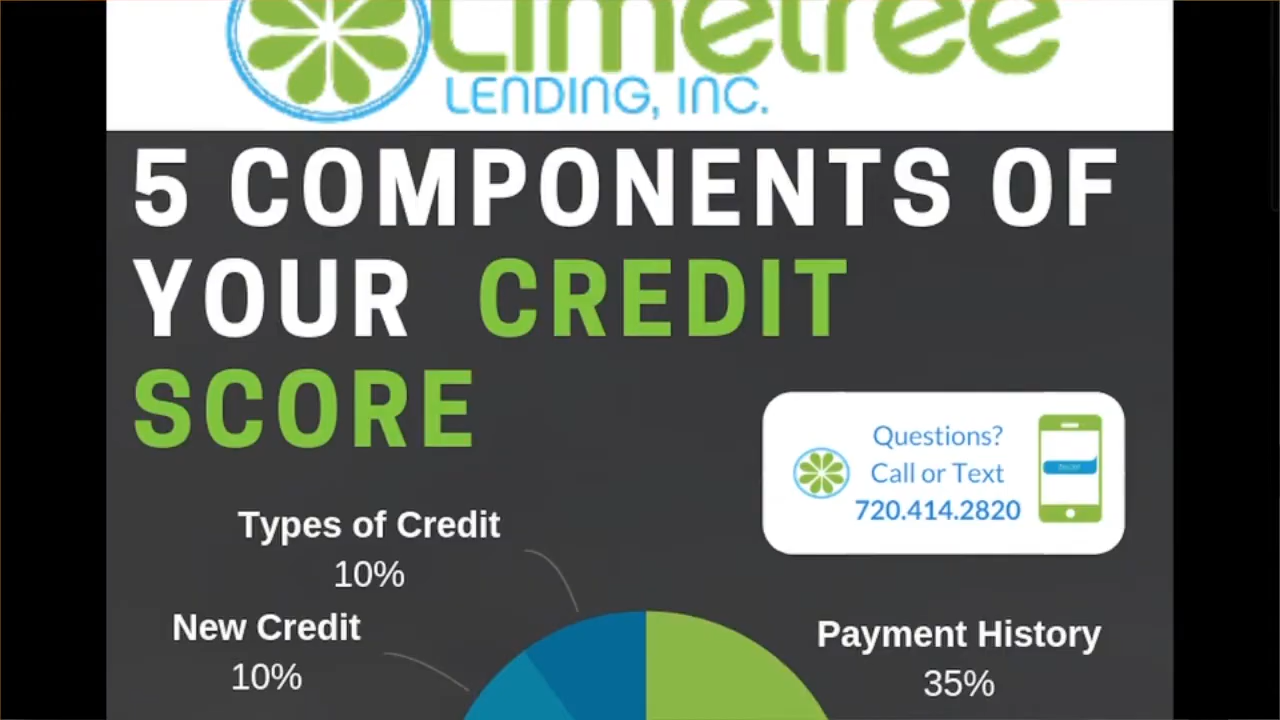 Limetree
LENDING, INC.
5 COMPONENTS OF
YOUR CREDIT
SCORE
Questions?
Call or Text
720.414.2820
Types of Credit
10%
New Credit
10%
Payment History
35%